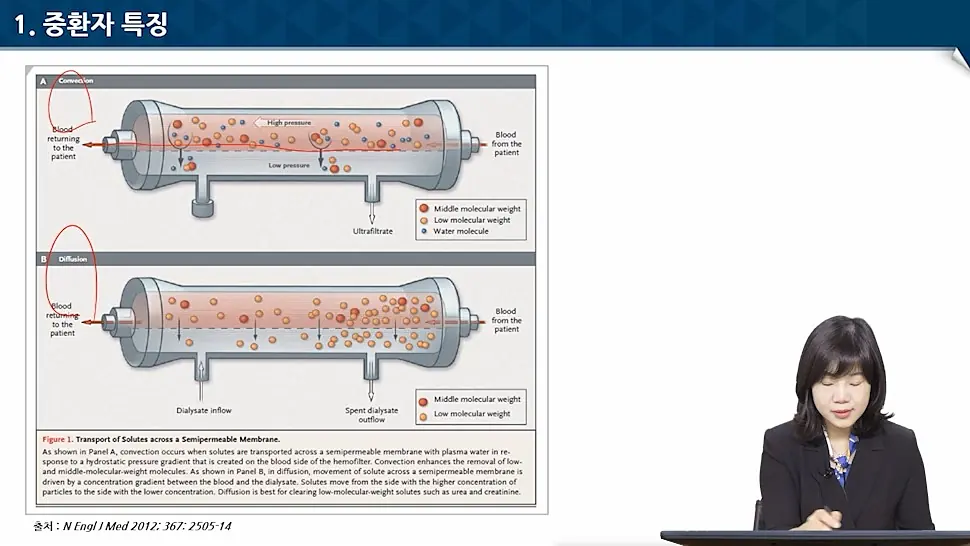 1. 중환자 특징
A Convection
High pressure
Blood
returning
to the
patient
Blood
from the
patient
Low pressure
Ultrafiltrate
Middle molecular weight
Low molecular weight
Water molecule
B Diffusion
Blood
returning
to the
patient
Blood
from the
patient
Dialysate inflow
Spent dialysate
outflow
Middle molecular weight
Low molecular weight
Figure 1. Transport of Solutes across a Semipermeable Membrane.
As shown in Panel A, convection occurs when solutes are transported across a semipermeable membrane with plasma water in re-
sponse to a hydrostatic pressure gradient that is created on the blood side of the hemofilter. Convection enhances the removal of low-
and middle-molecular-weight molecules. As shown in Panel B, in diffusion, movement of solute across a semipermeable membrane is
driven by a concentration gradient between the blood and the dialysate. Solutes move from the side with the higher concentration of
particles to the side with the lower concentration. Diffusion is best for clearing low-molecular-weight solutes such as urea and creatinine.
출처 : N Engl J Med 2012; 367: 2505-14